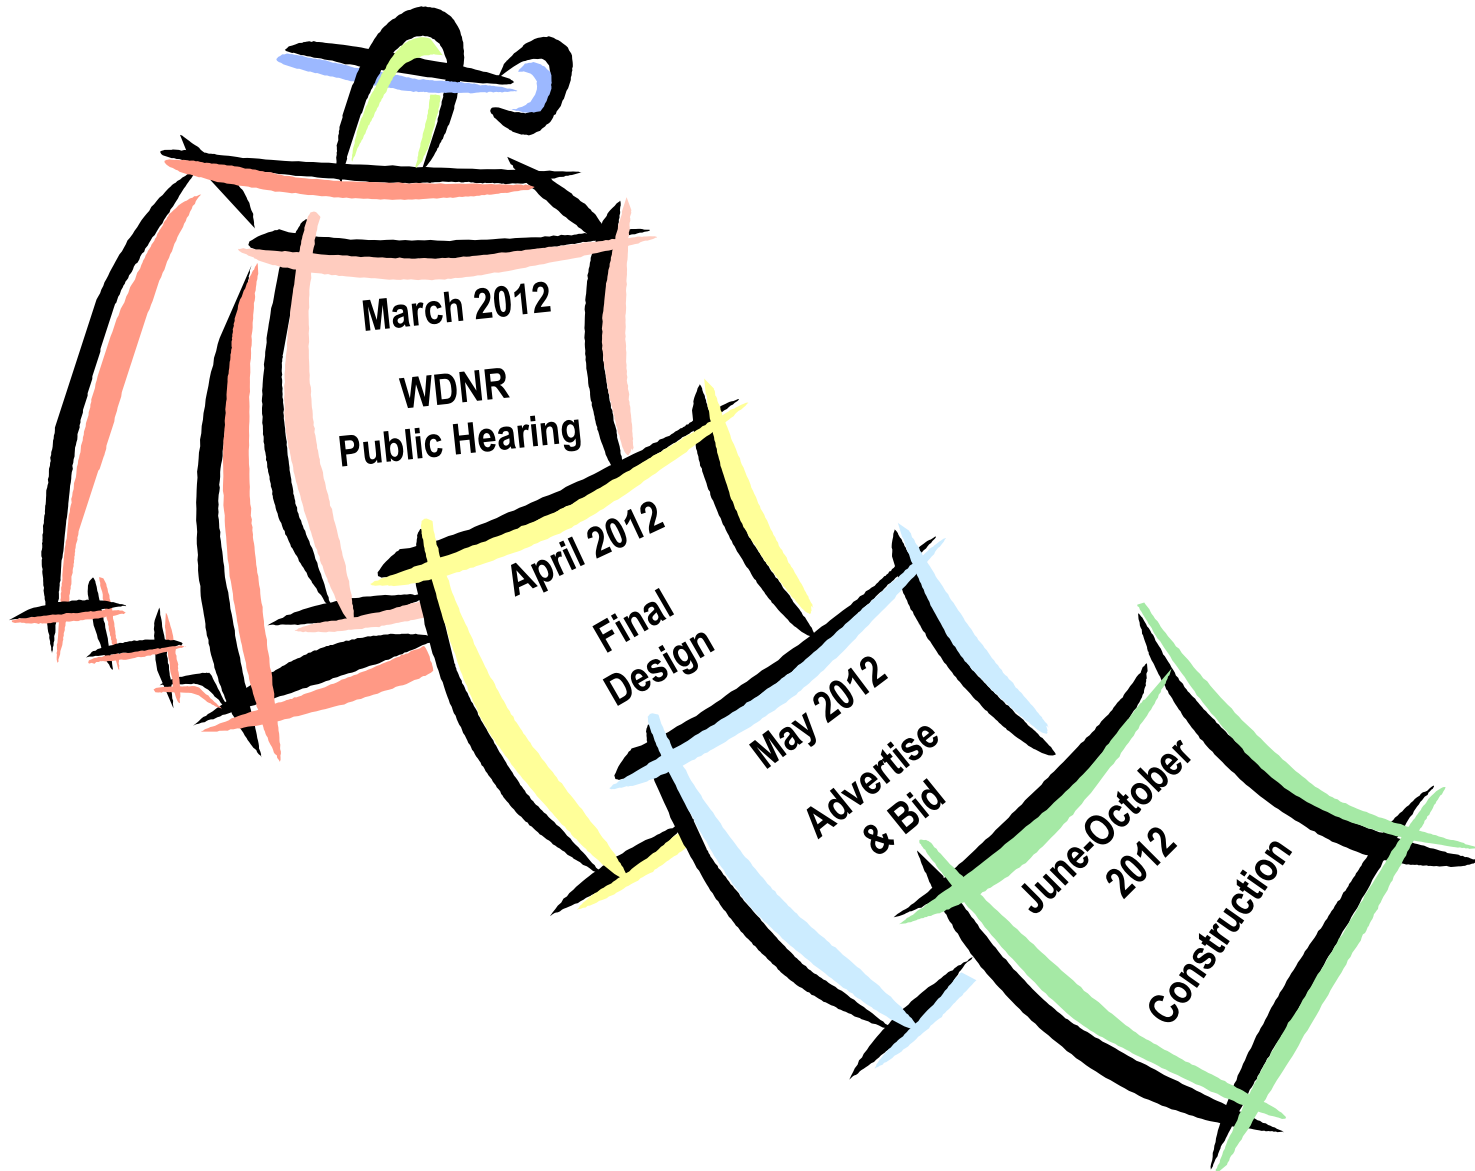 March 2012
WDNR
Public Hearing
April 2012
Final
Design
May 2012
Advertise
& Bid
June-October
2012
Construction